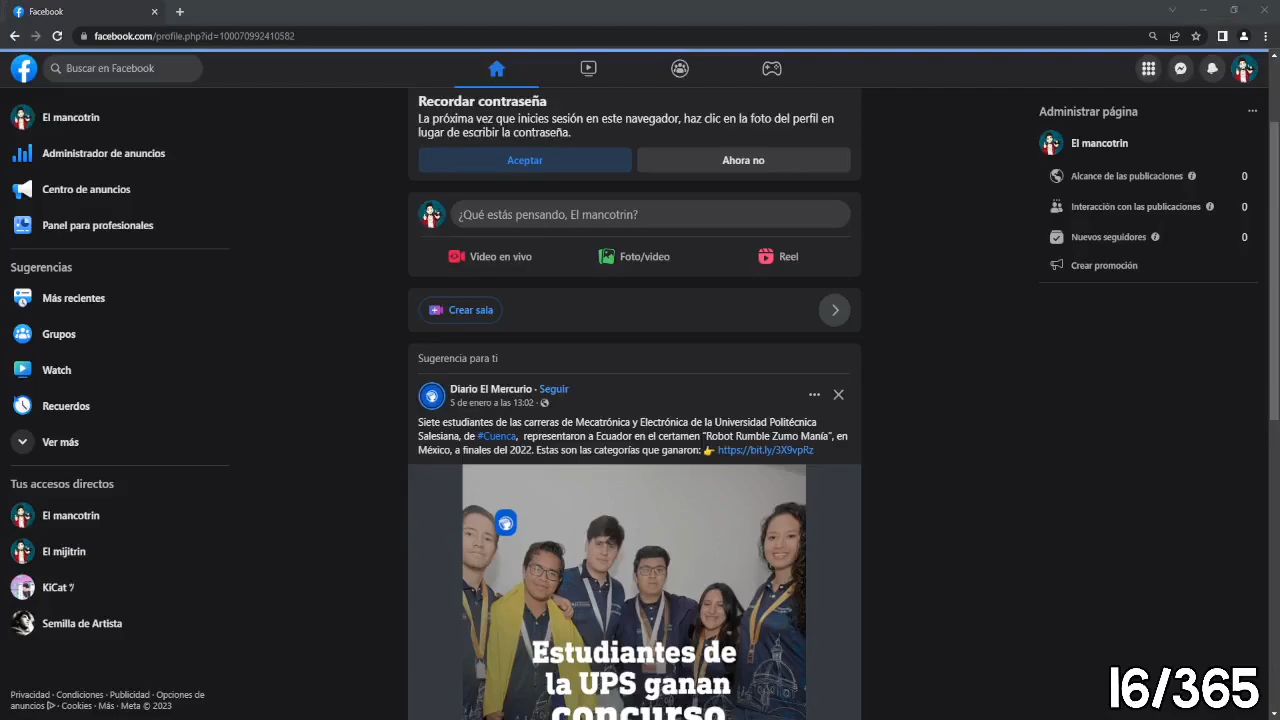 Facebook
facebook.com/profile.php?id=100070992410582
Buscar en Facebook
El mancotrin
Administrador de anuncios
Centro de anuncios
Panel para profesionales
Sugerencias
Más recientes
Grupos
Watch
Recuerdos
Ver más
Tus accesos directos
El mancotrin
El mijitrin
KiCat ツ
Semilla de Artista
Privacidad · Condiciones · Publicidad · Opciones de
anuncios · Cookies · Más · Meta © 2023
Recordar contraseña
La próxima vez que inicies sesión en este navegador, haz clic en la foto del perfil en
lugar de escribir la contraseña.
Aceptar
Ahora no
¿Qué estás pensando, El mancotrin?
Video en vivo
Foto/video
Reel
Crear sala
Sugerencia para ti
Diario El Mercurio · Seguir
5 de enero a las 13:02 ·
Siete estudiantes de las carreras de Mecatrónica y Electrónica de la Universidad Politécnica
Salesiana, de #Cuenca, representaron a Ecuador en el certamen “Robot Rumble Zumo Manía”, en
México, a finales del 2022. Estas son las categorías que ganaron: 👉 https://bit.ly/3X9vpRz
Estudiantes de
la UPS ganan
concurso
Administrar página
El mancotrin
Alcance de las publicaciones 0
Interacción con las publicaciones 0
Nuevos seguidores 0
Crear promoción
16/365